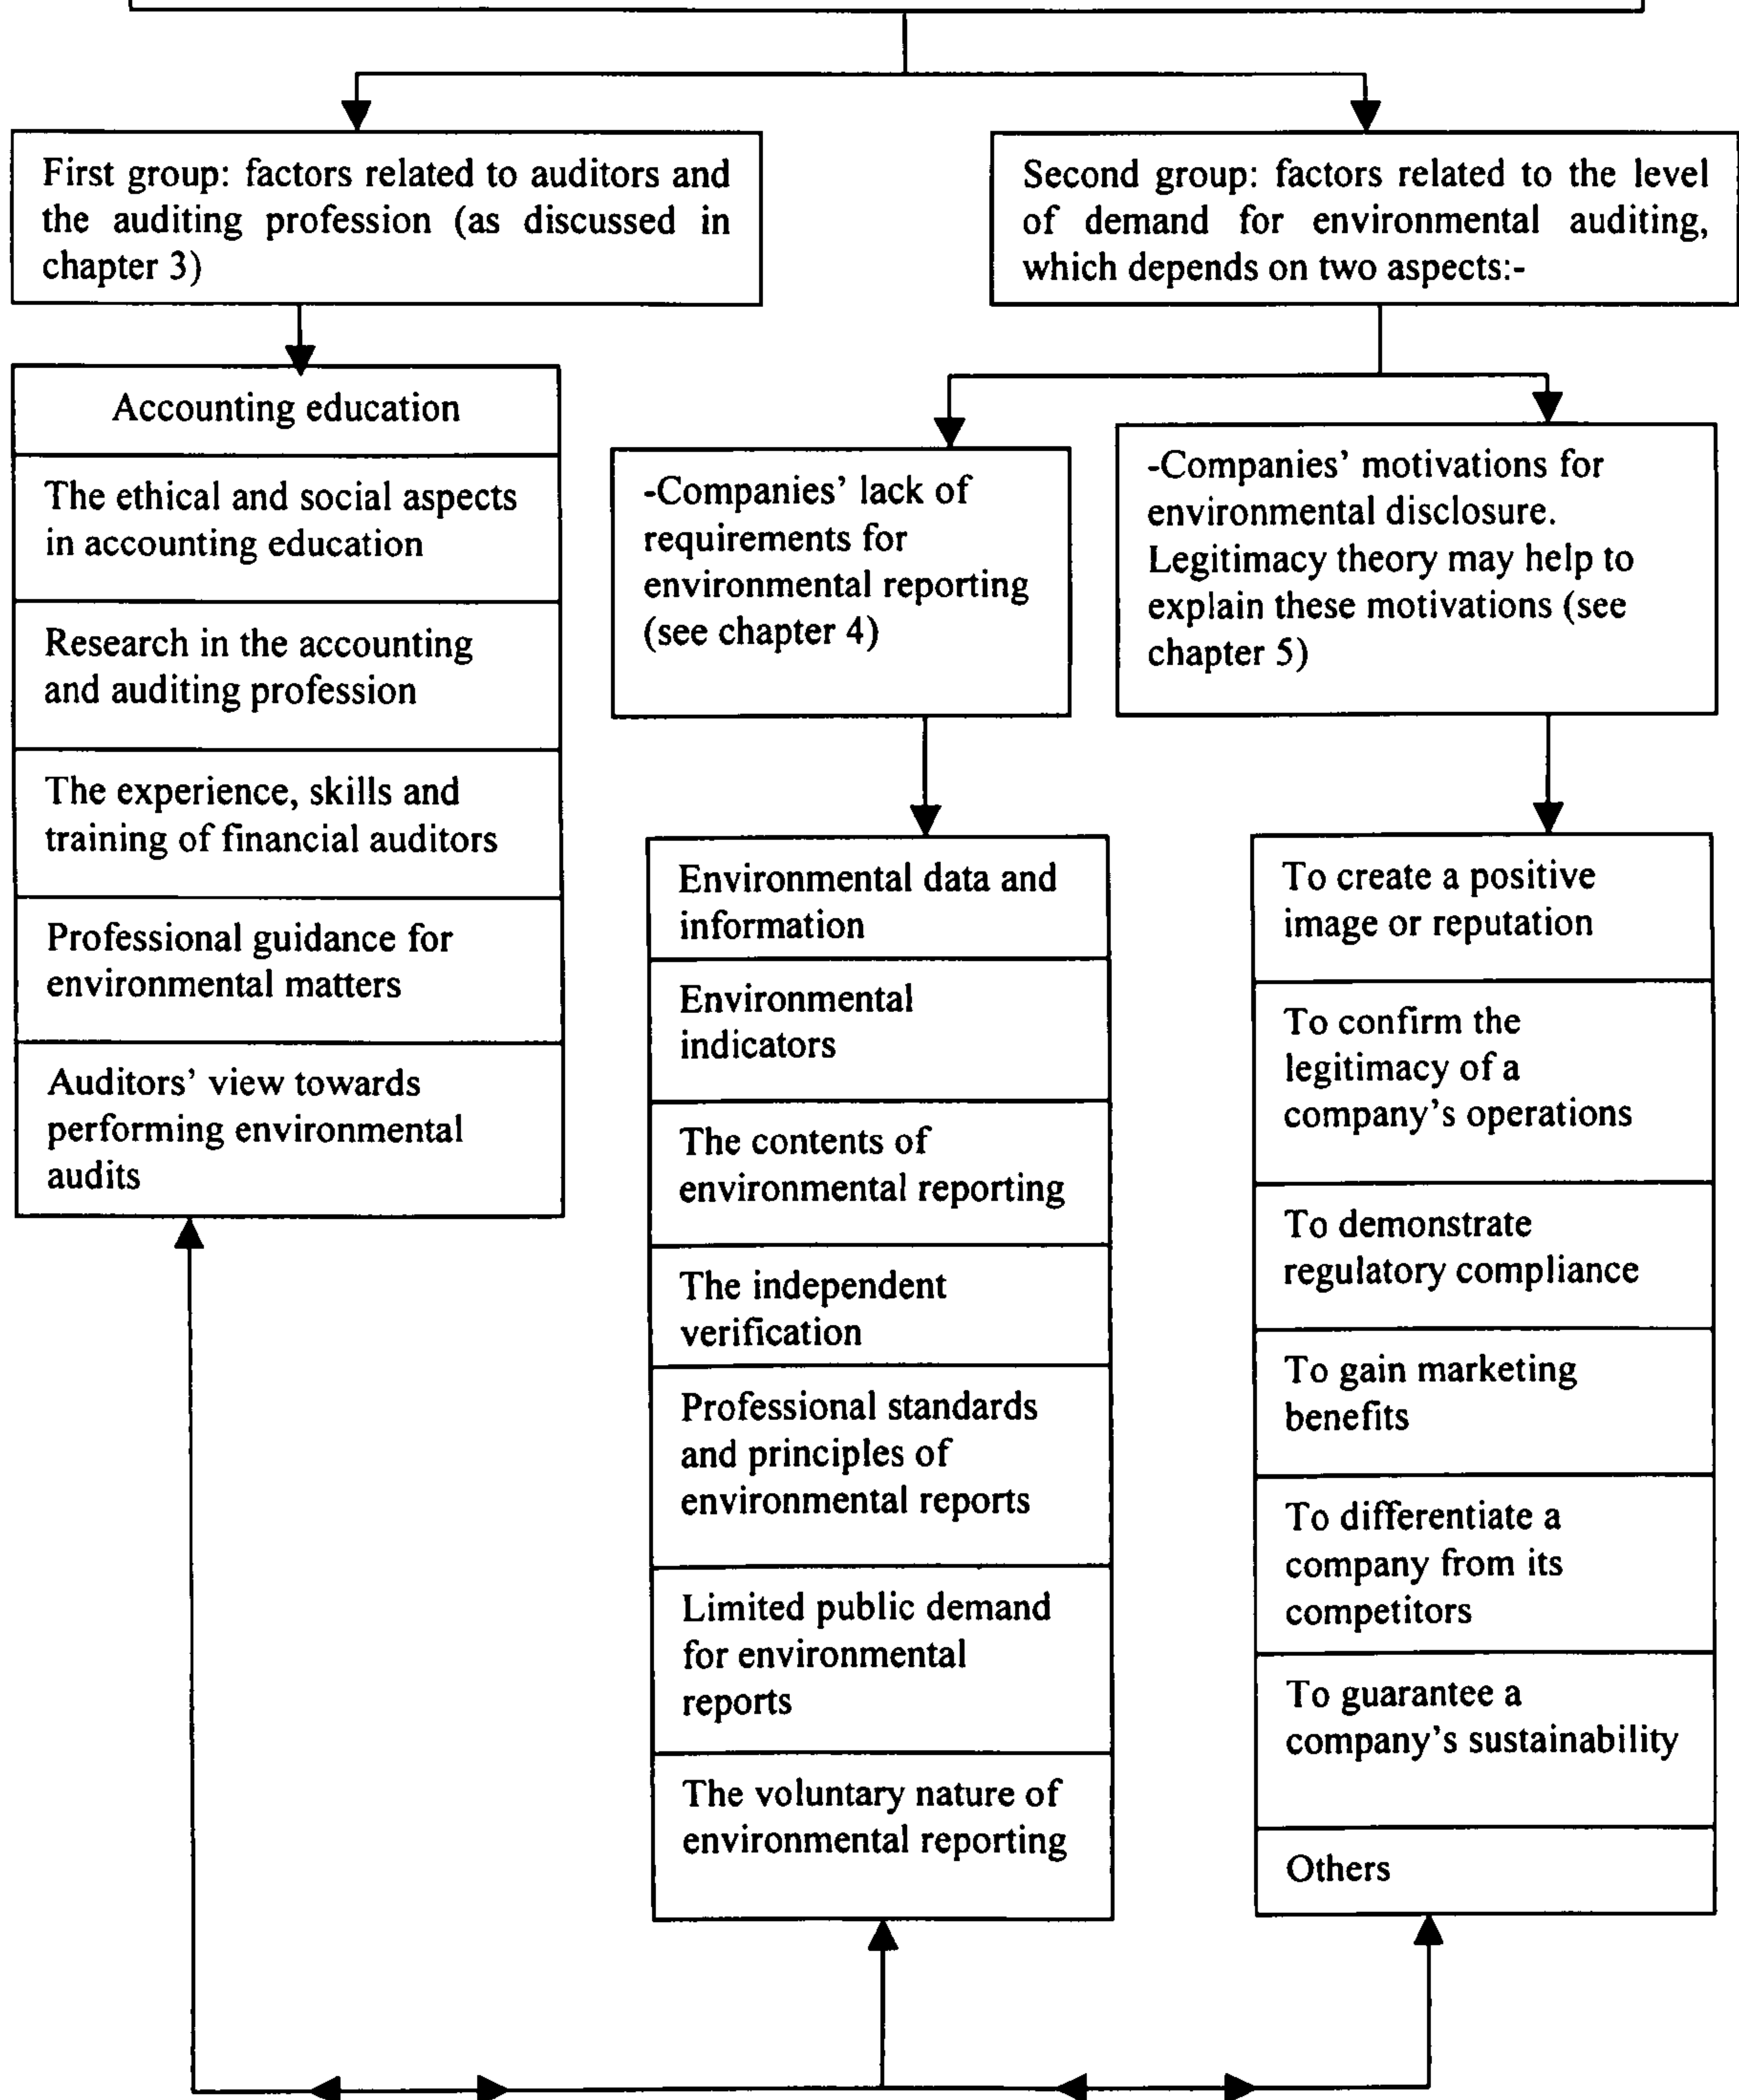 First group: factors related to auditors and
the auditing profession (as discussed in
chapter 3)
Second group: factors related to the level
of demand for environmental auditing,
which depends on two aspects:-
Accounting education
The ethical and social aspects
in accounting education
Research in the accounting
and auditing profession
The experience, skills and
training of financial auditors
Professional guidance for
environmental matters
Auditors' view towards
performing environmental
audits
-Companies' lack of
requirements for
environmental reporting
(see chapter 4)
Environmental data and
information
Environmental
indicators
The contents of
environmental reporting
The independent
verification
Professional standards
and principles of
environmental reports
Limited public demand
for environmental
reports
The voluntary nature of
environmental reporting
-Companies' motivations for
environmental disclosure.
Legitimacy theory may help to
explain these motivations (see
chapter 5)
To create a positive
image or reputation
To confirm the
legitimacy of a
company's operations
To demonstrate
regulatory compliance
To gain marketing
benefits
To differentiate a
company from its
competitors
To guarantee a
company's sustainability
Others